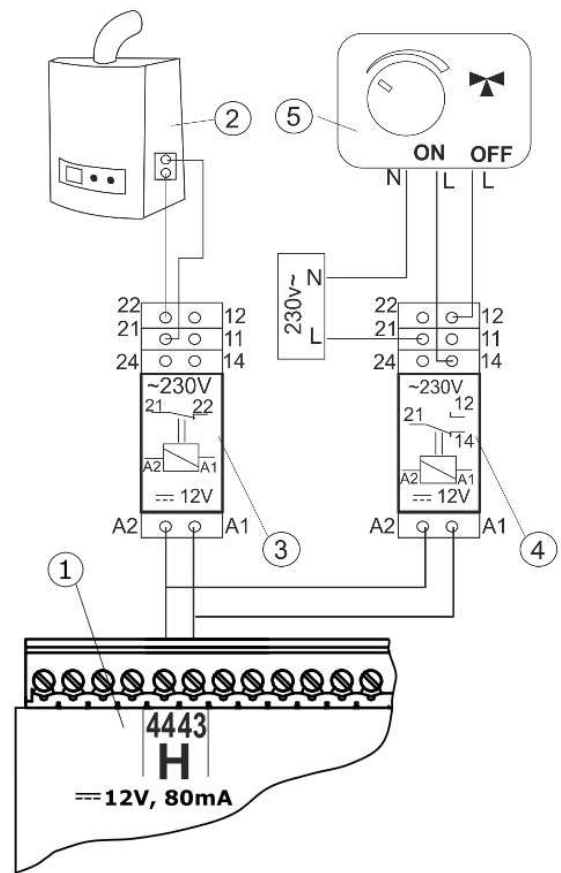 2
5
ON OFF
N L L
22 12
21 11
24 14
~230V
21 22
A2 A1
12V
A2 A1
3
230v~
N
L
22 12
21 11
24 14
~230V
12
21
14
A2 A1
12V
A2 A1
4
1
4443
H
12V, 80mA